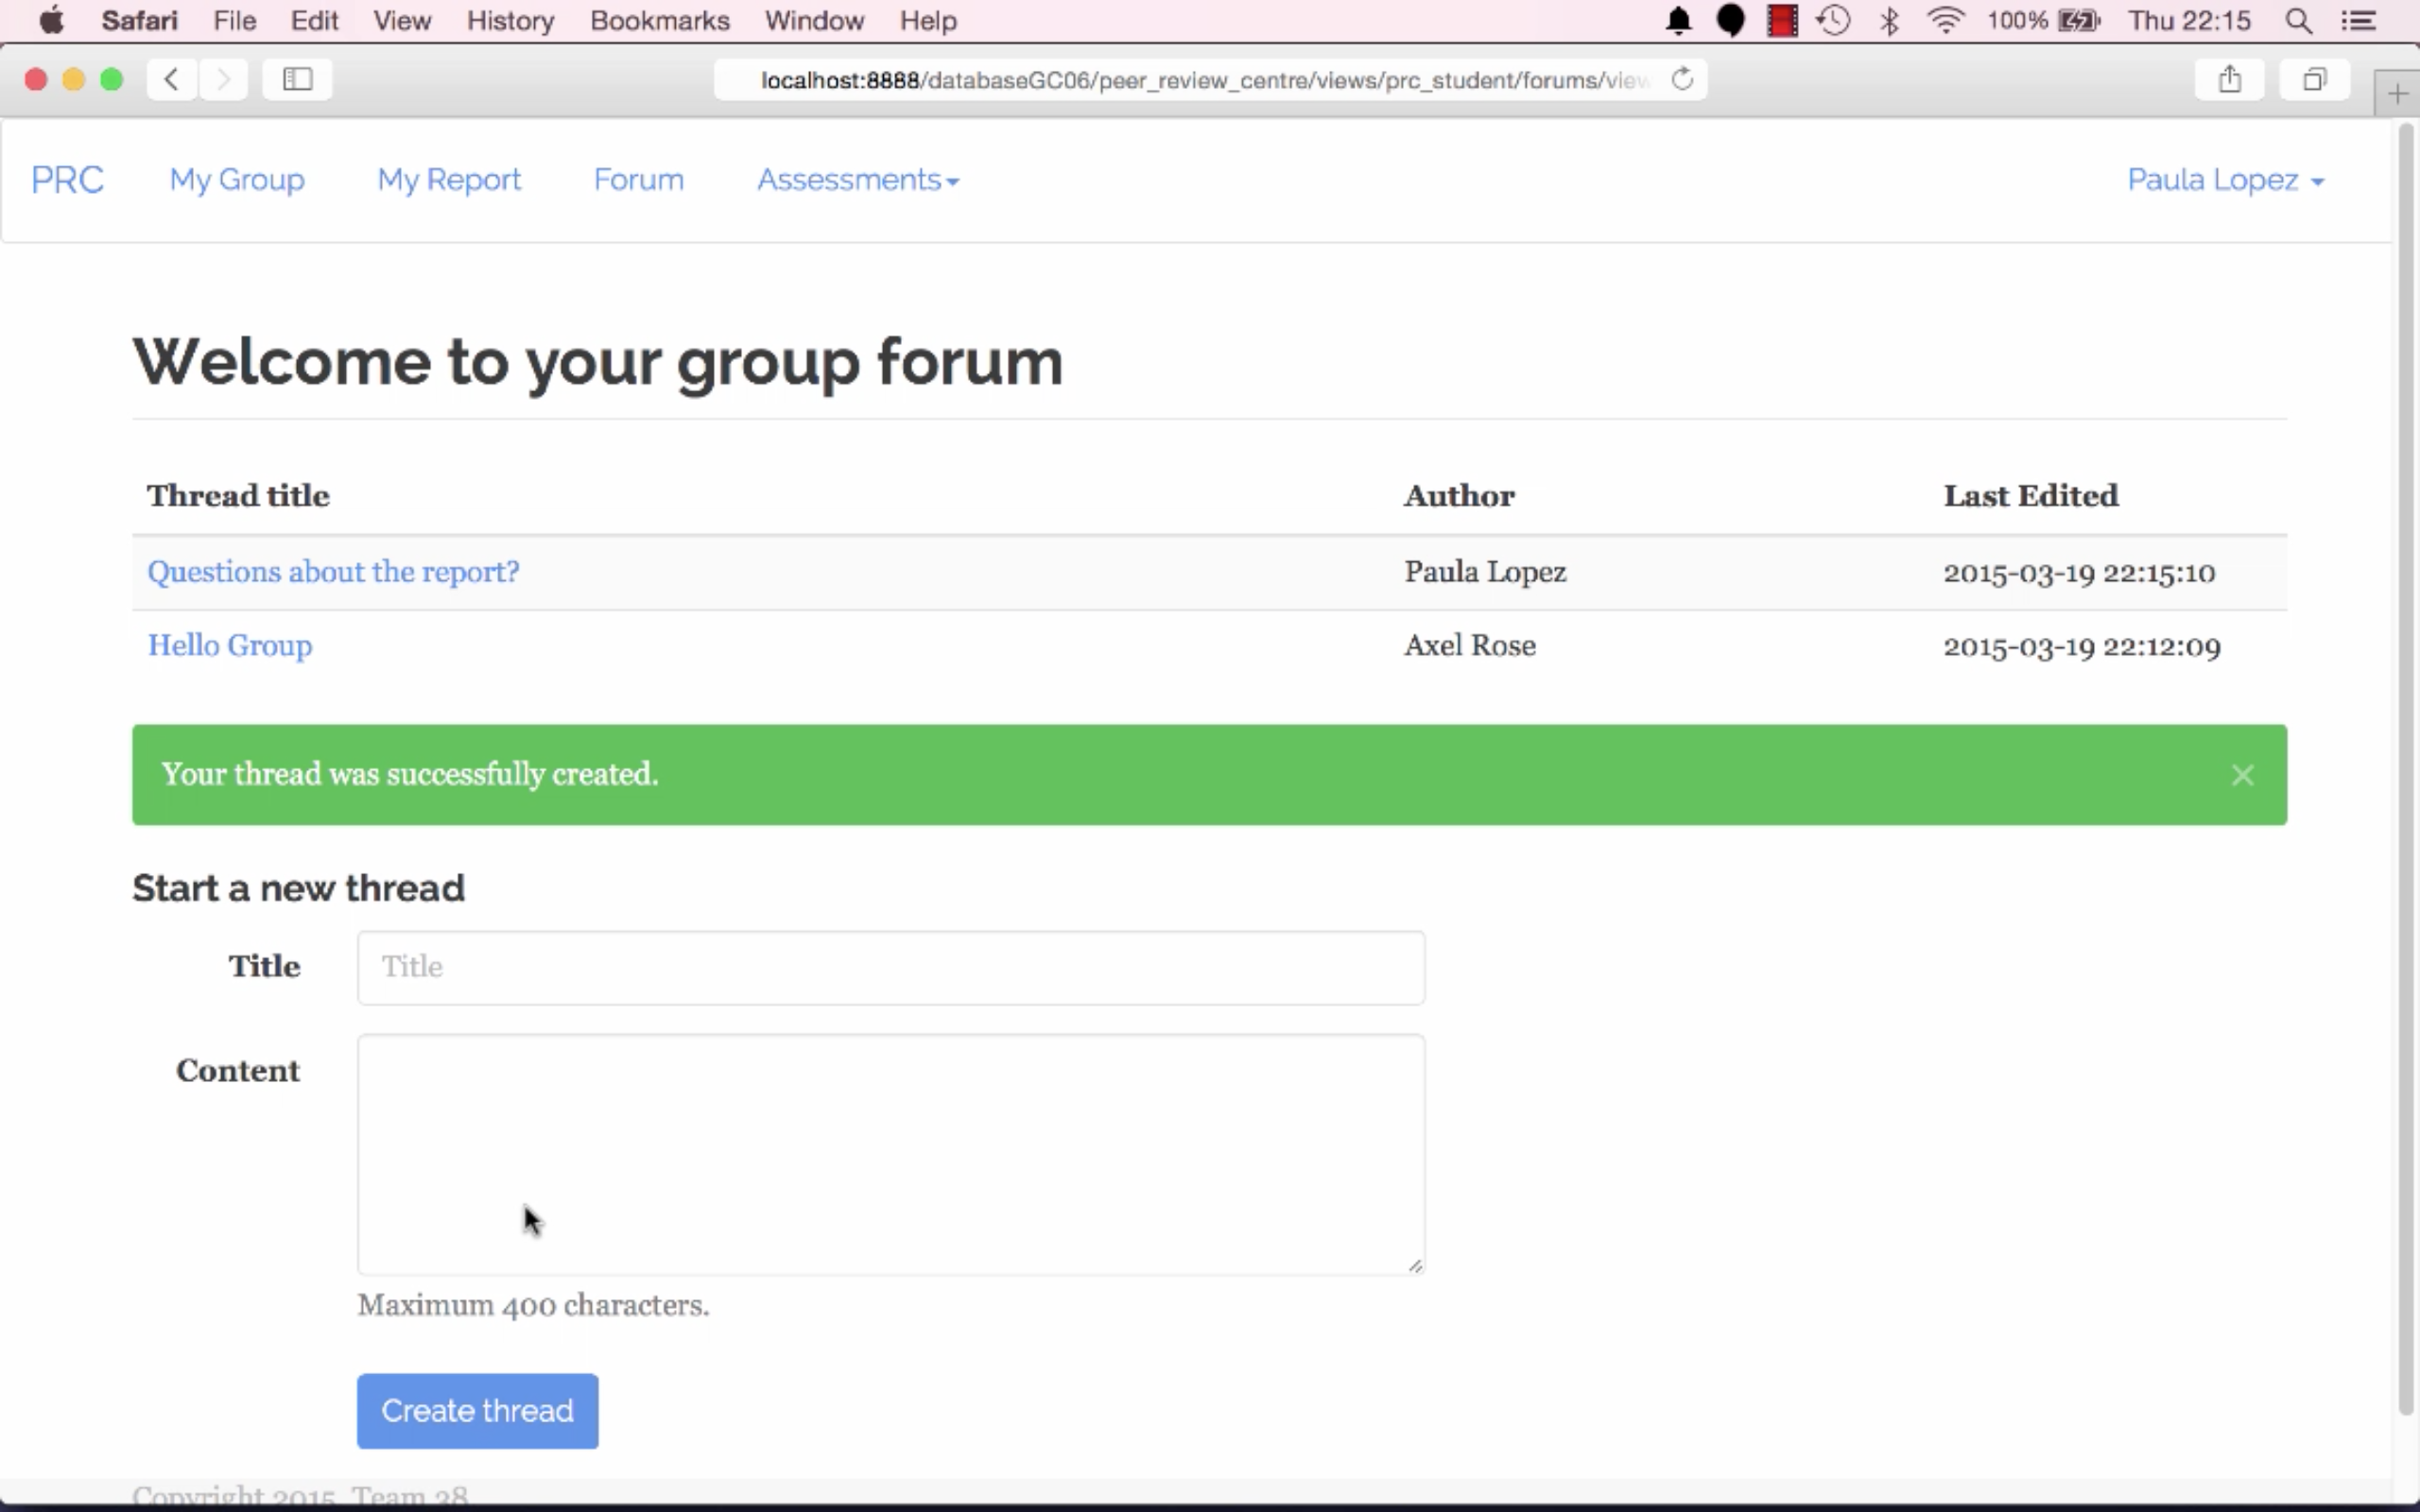 Safari File Edit View History Bookmarks Window Help 100% Thu 22:15
localhost:8888/databaseGC06/peer_review_centre/views/prc_student/forums/view
PRC My Group My Report Forum Assessments Paula Lopez
Welcome to your group forum
Thread title Author Last Edited
Questions about the report? Paula Lopez 2015-03-19 22:15:10
Hello Group Axel Rose 2015-03-19 22:12:09
Your thread was successfully created.
Start a new thread
Title Title
Content
Maximum 400 characters.
Create thread
Copyright 2015. Team